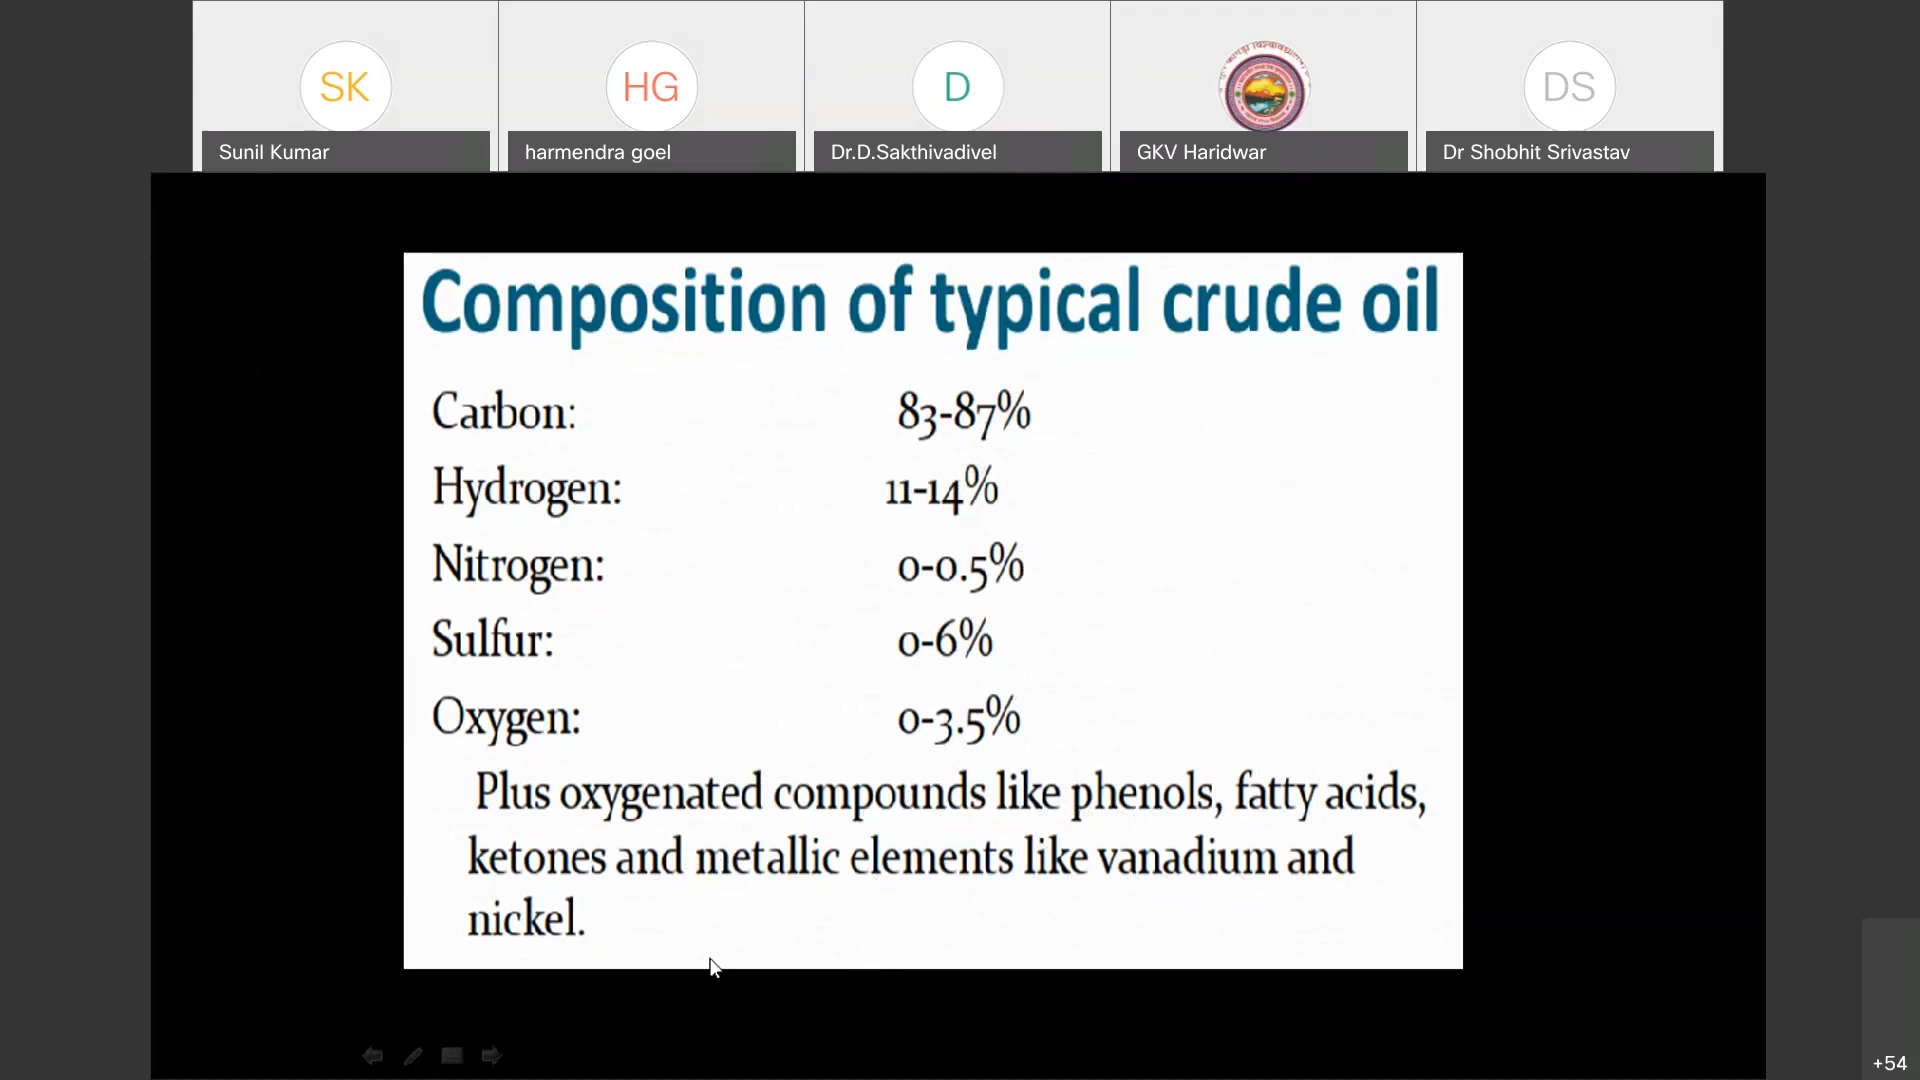 SK
HG
D
DS
Sunil Kumar
harmendra goel
Dr.D.Sakthivadivel
GKV Haridwar
Dr Shobhit Srivastav
Composition of typical crude oil
Carbon: 83-87%
Hydrogen: 11-14%
Nitrogen: 0-0.5%
Sulfur: 0-6%
Oxygen: 0-3.5%
Plus oxygenated compounds like phenols, fatty acids,
ketones and metallic elements like vanadium and
nickel.
+54